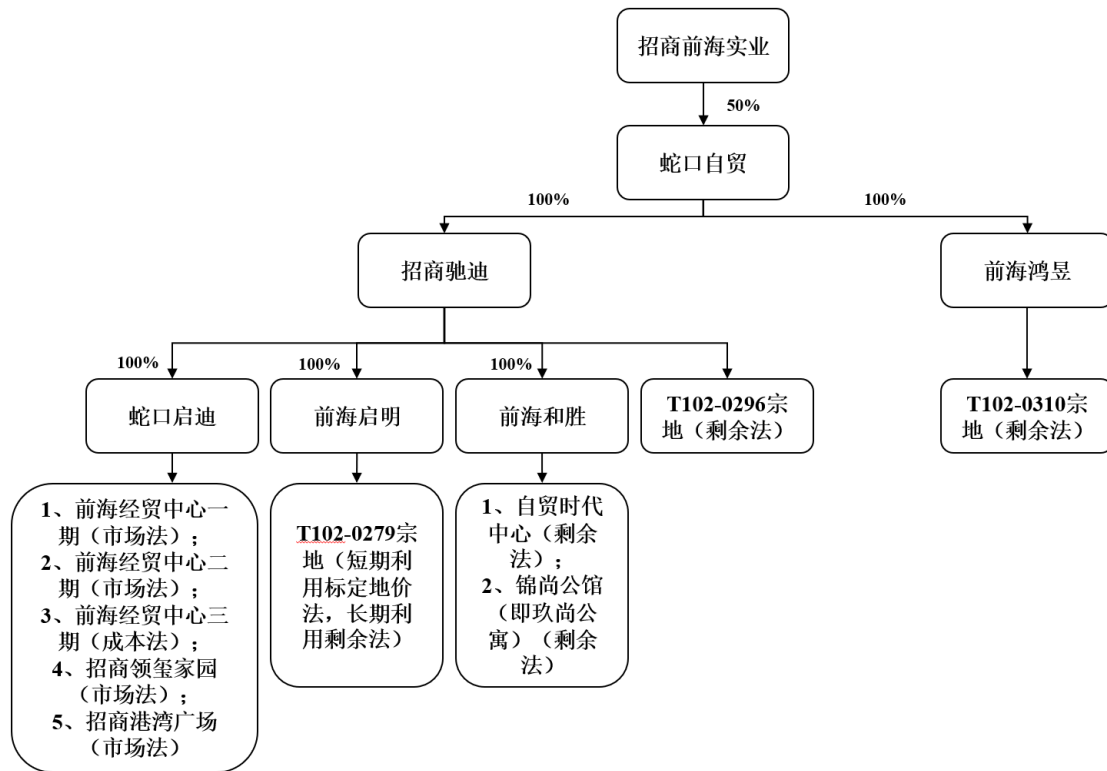 招商前海实业
50%
蛇口自贸
100%
100%
招商驰迪
前海鸿昱
100%
100%
100%
蛇口启迪
前海启明
前海和胜
T102-0296宗
地（剩余法）
T102-0310宗
地（剩余法）
1、前海经贸中心一
期（市场法）；
2、前海经贸中心二
期（市场法）；
3、前海经贸中心三
期（成本法）；
4、招商领玺家园
（市场法）；
5、招商港湾广场
（市场法）
T102-0279宗
地（短期利
用标定地价
法，长期利
用剩余法）
1、自贸时代
中心（剩余
法）；
2、锦尚公馆
（即玖尚公
寓）（剩余
法）